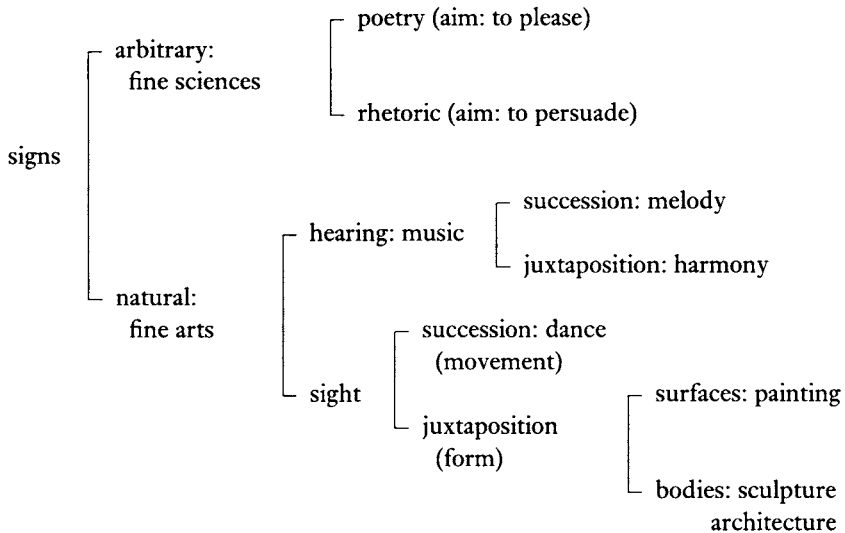 poetry (aim: to please)
arbitrary:
fine sciences
rhetoric (aim: to persuade)
signs
succession: melody
hearing: music
juxtaposition: harmony
natural:
fine arts
succession: dance
(movement)
sight
surfaces: painting
juxtaposition
(form)
bodies: sculpture
architecture